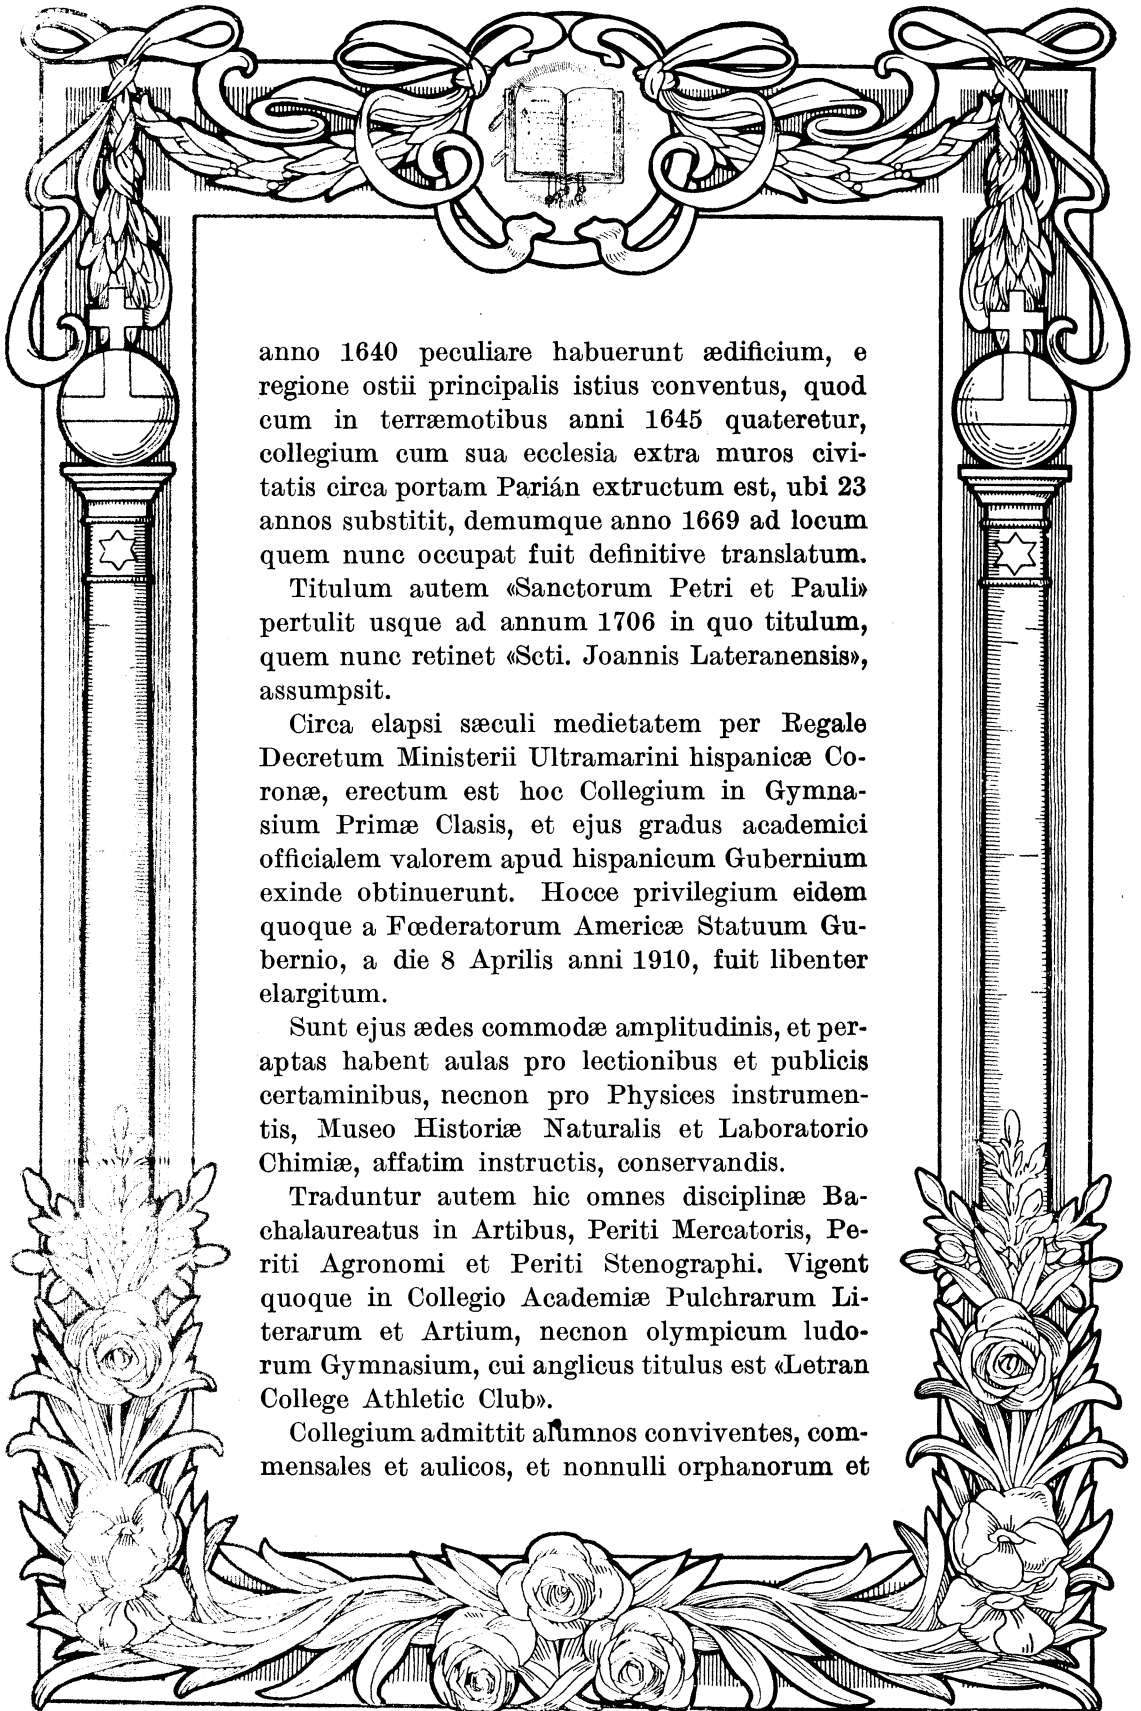 anno 1640 peculiare habuerunt ædificium, e
regione ostii principalis istius conventus, quod
cum in terræmotibus anni 1645 quateretur,
collegium cum sua ecclesia extra muros civi-
tatis circa portam Parián extructum est, ubi 23
annos substitit, demumque anno 1669 ad locum
quem nunc occupat fuit definitive translatum.
Titulum autem «Sanctorum Petri et Pauli»
pertulit usque ad annum 1706 in quo titulum,
quem nunc retinet «Scti. Joannis Lateranensis»,
assumpsit.
Circa elapsi sæculi medietatem per Regale
Decretum Ministerii Ultramarini hispanicæ Co-
ronæ, erectum est hoc Collegium in Gymna-
sium Primæ Clasis, et ejus gradus academici
officialem valorem apud hispanicum Gubernium
exinde obtinuerunt. Hocce privilegium eidem
quoque a Fœderatorum Americæ Statuum Gu-
bernio, a die 8 Aprilis anni 1910, fuit libenter
elargitum.
Sunt ejus ædes commodæ amplitudinis, et per-
aptas habent aulas pro lectionibus et publicis
certaminibus, necnon pro Physices instrumen-
tis, Museo Historiæ Naturalis et Laboratorio
Chimiæ, affatim instructis, conservandis.
Traduntur autem hic omnes disciplinæ Ba-
chalaureatus in Artibus, Periti Mercatoris, Pe-
riti Agronomi et Periti Stenographi. Vigent
quoque in Collegio Academiæ Pulchrarum Li-
terarum et Artium, necnon olympicum ludo-
rum Gymnasium, cui anglicus titulus est «Letran
College Athletic Club».
Collegium admittit alumnos conviventes, com-
mensales et aulicos, et nonnulli orphanorum et